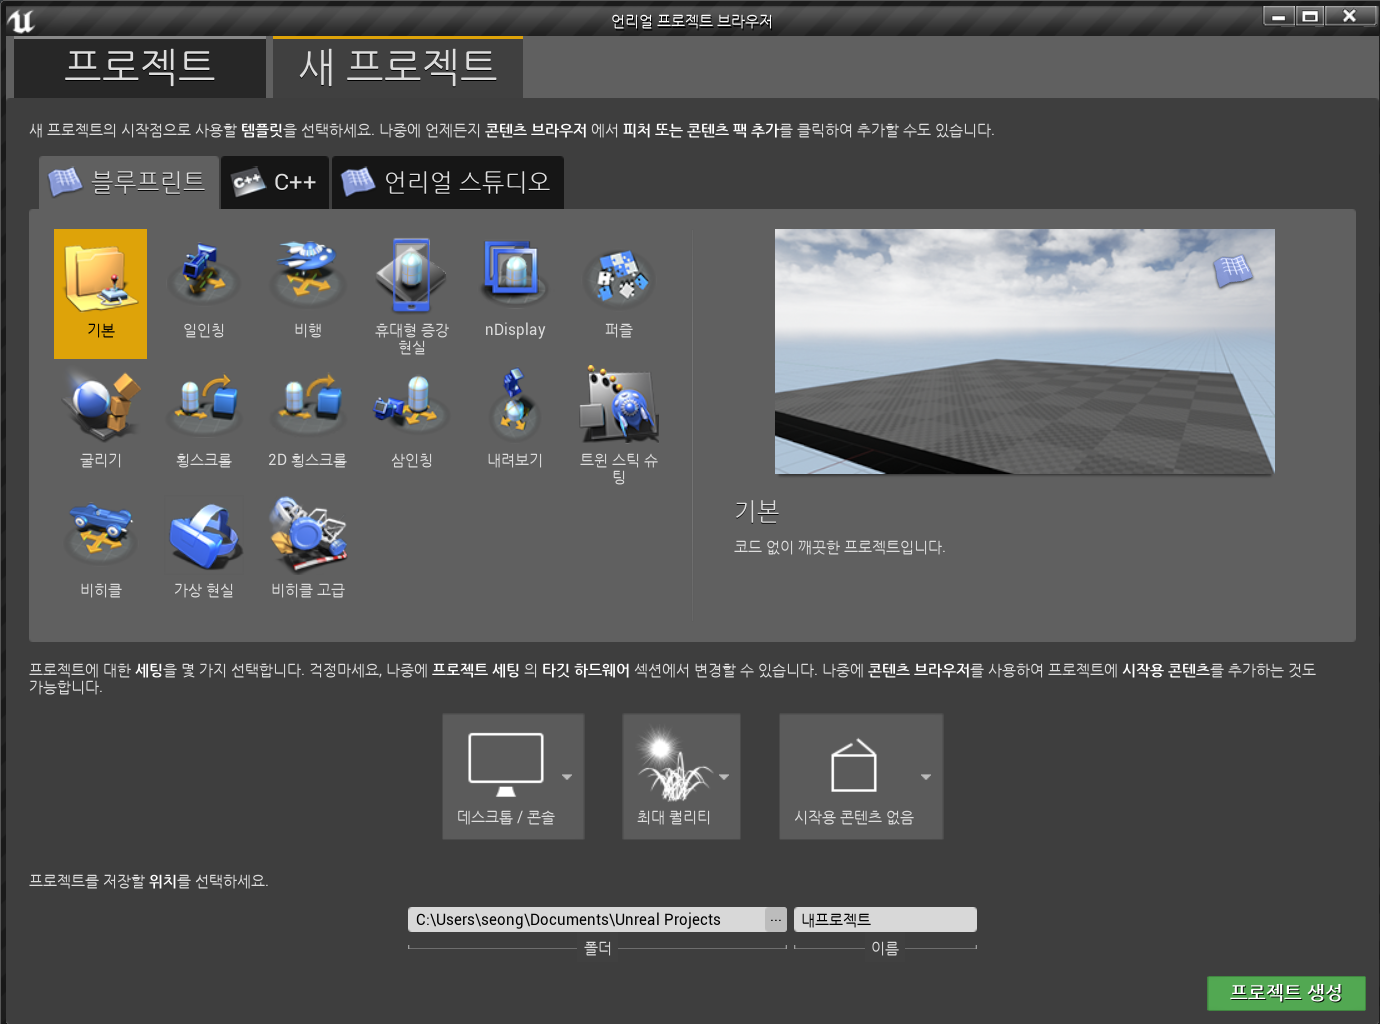 언리얼 프로젝트 브라우저
프로젝트
새 프로젝트
새 프로젝트의 시작점으로 사용할 템플릿을 선택하세요. 나중에 언제든지 콘텐츠 브라우저 에서 피처 또는 콘텐츠 팩 추가를 클릭하여 추가할 수도 있습니다.
블루프린트
C++
C++
언리얼 스튜디오
기본
일인칭
비행
휴대형 증강
현실
nDisplay
퍼즐
굴리기
횡스크롤
2D 횡스크롤
삼인칭
내려보기
트윈 스틱 슈
팅
비히클
가상 현실
비히클 고급
기본
코드 없이 깨끗한 프로젝트입니다.
프로젝트에 대한 세팅을 몇 가지 선택합니다. 걱정마세요, 나중에 프로젝트 세팅 의 타깃 하드웨어 섹션에서 변경할 수 있습니다. 나중에 콘텐츠 브라우저를 사용하여 프로젝트에 시작용 콘텐츠를 추가하는 것도
가능합니다.
데스크톱 / 콘솔
최대 퀄리티
시작용 콘텐츠 없음
프로젝트를 저장할 위치를 선택하세요.
C:\Users\seong\Documents\Unreal Projects
...
내프로젝트
폴더
이름
프로젝트 생성